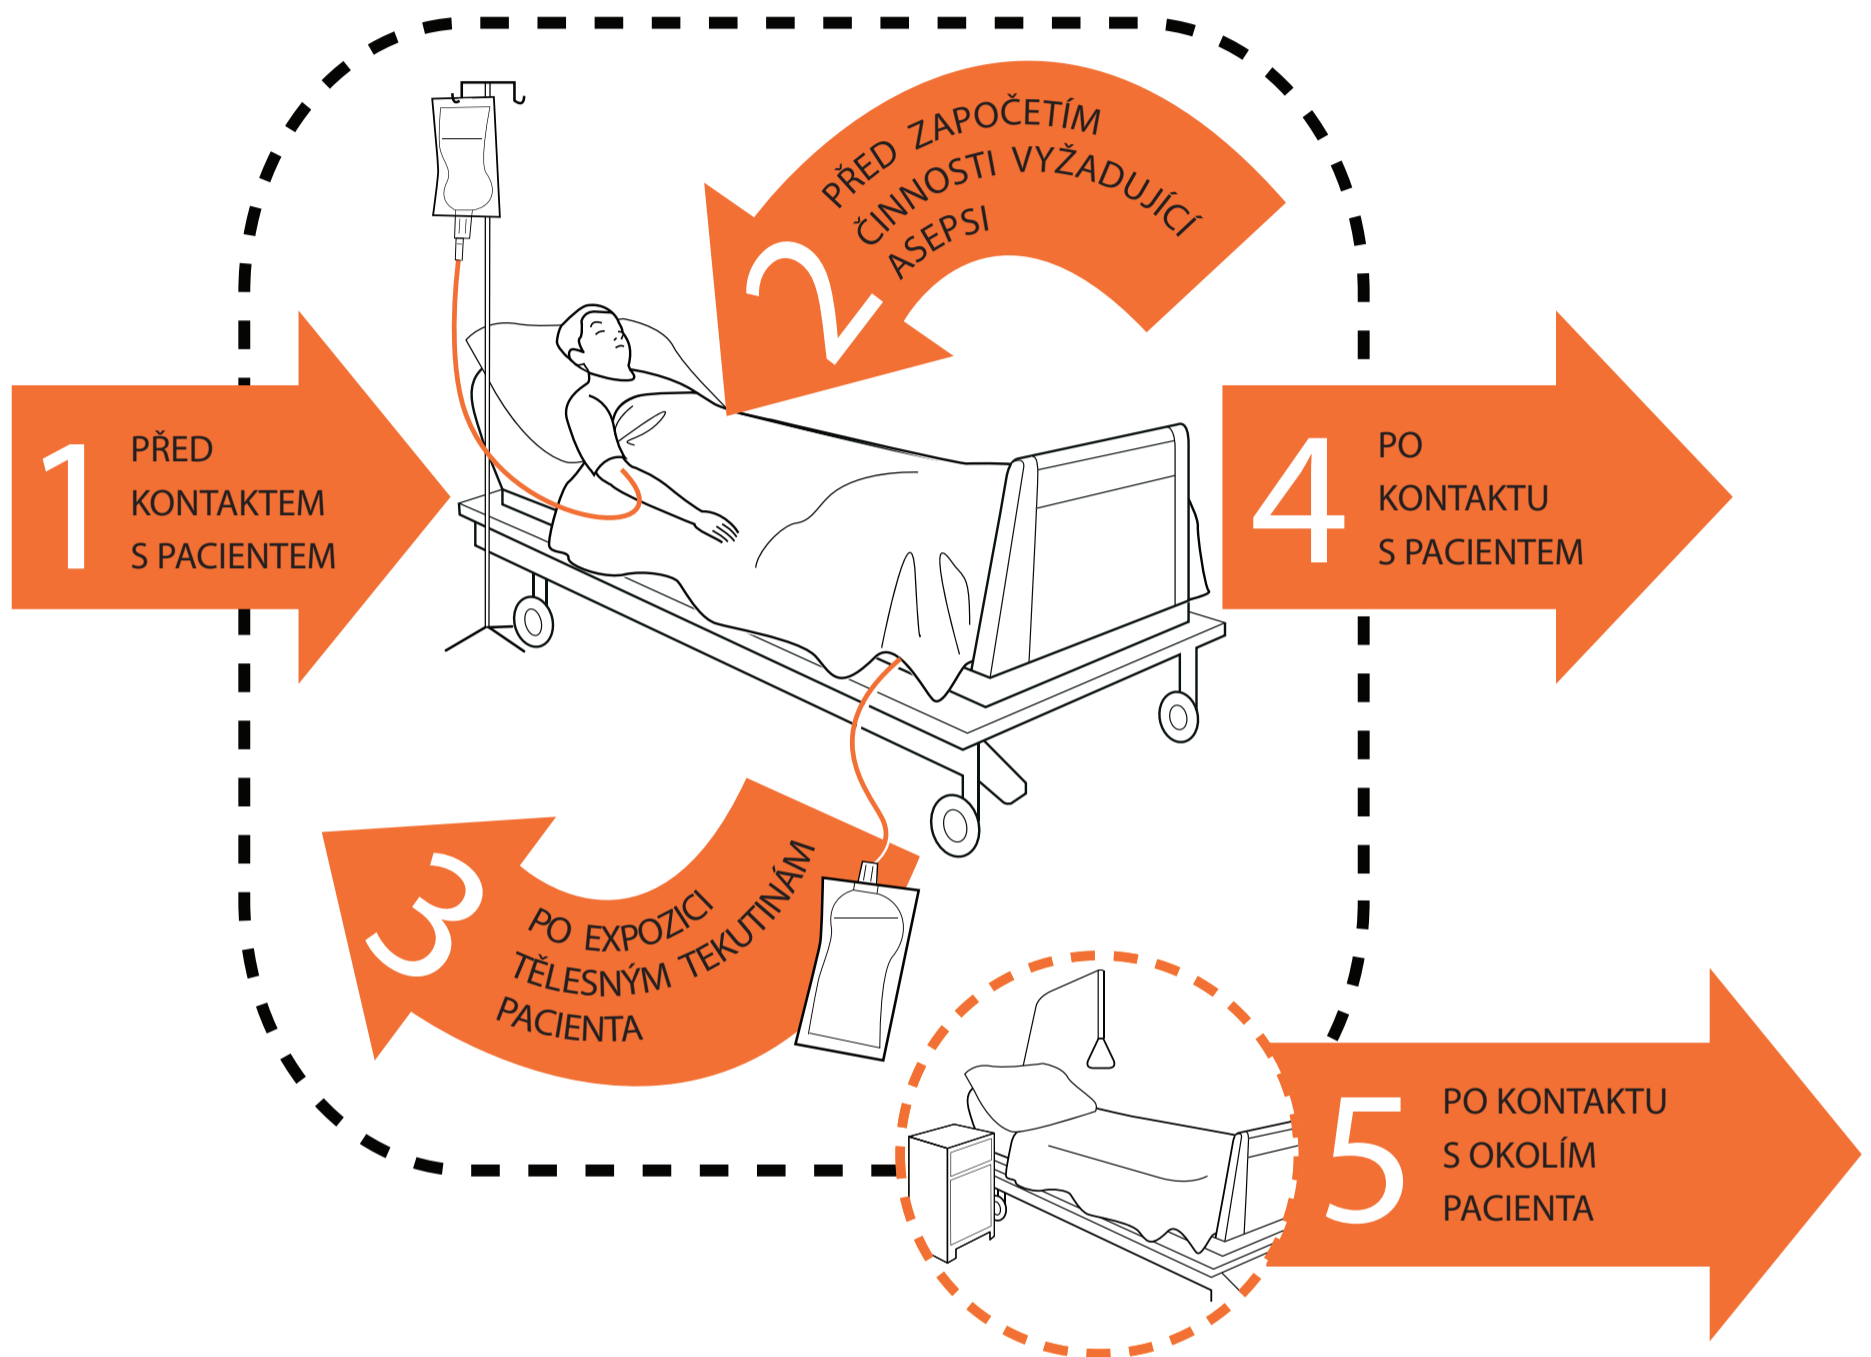 1
PŘED
KONTAKTEM
S PACIENTEM
2
PŘED ZAPOČETÍM
ČINNOSTI VYŽADUJÍCÍ
ASEPSI
3
PO EXPOZICI
TĚLESNÝM TEKUTINÁM
PACIENTA
4
PO
KONTAKTU
S PACIENTEM
5
PO KONTAKTU
S OKOLÍM
PACIENTA